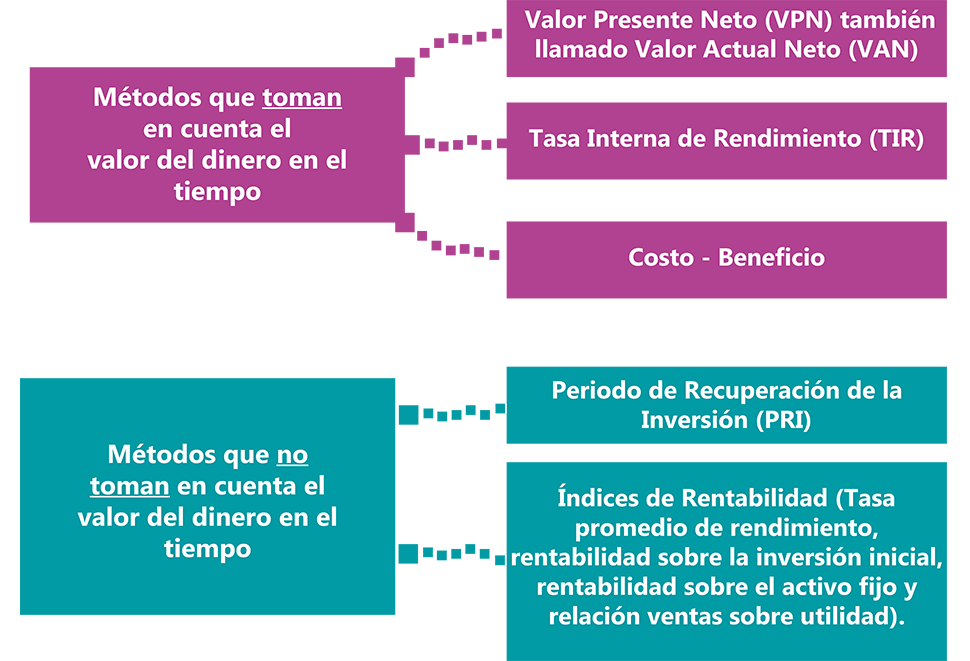 Métodos que toman
en cuenta el
valor del dinero en el
tiempo
Valor Presente Neto (VPN) también
llamado Valor Actual Neto (VAN)
Tasa Interna de Rendimiento (TIR)
Costo - Beneficio
Métodos que no
toman en cuenta el
valor del dinero en el
tiempo
Periodo de Recuperación de la
Inversión (PRI)
Índices de Rentabilidad (Tasa
promedio de rendimiento,
rentabilidad sobre la inversión inicial,
rentabilidad sobre el activo fijo y
relación ventas sobre utilidad).